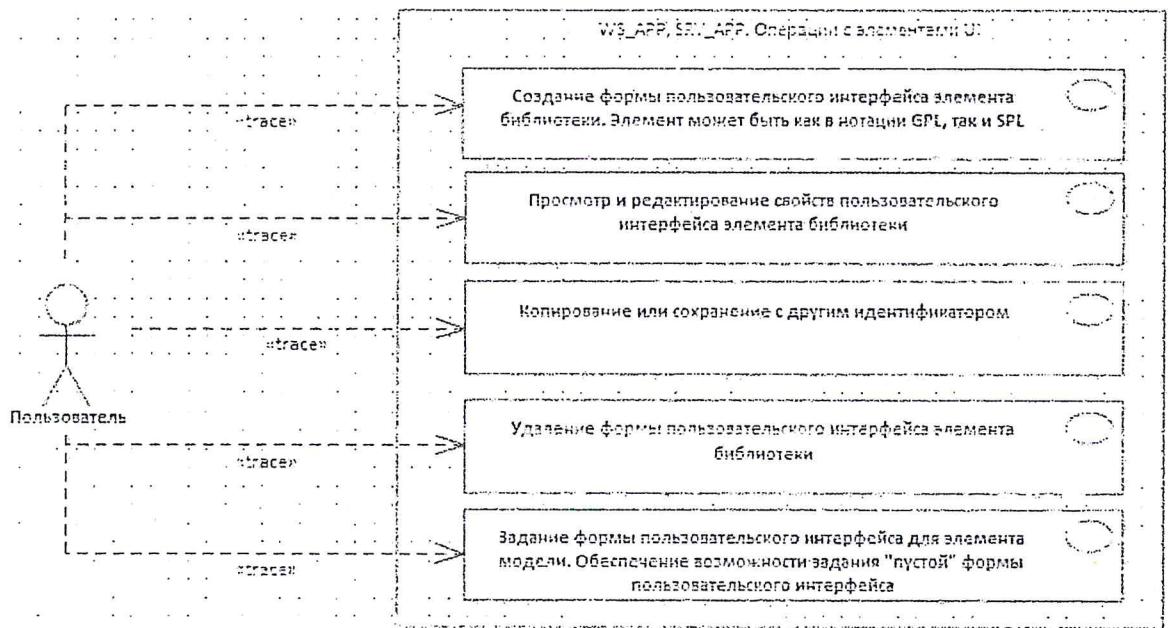 WS_APP, SRV_APP. Операции с элементами UI
Создание формы пользовательского интерфейса элемента
библиотеки. Элемент может быть как в нотации GPL, так и SPL
«trace»
Просмотр и редактирование свойств пользовательского
интерфейса элемента библиотеки
«trace»
Копирование или сохранение с другим идентификатором
«trace»
Пользователь
Удаление формы пользовательского интерфейса элемента
библиотеки
«trace»
Задание формы пользовательского интерфейса для элемента
модели. Обеспечение возможности задания "пустой" формы
пользовательского интерфейса
«trace»